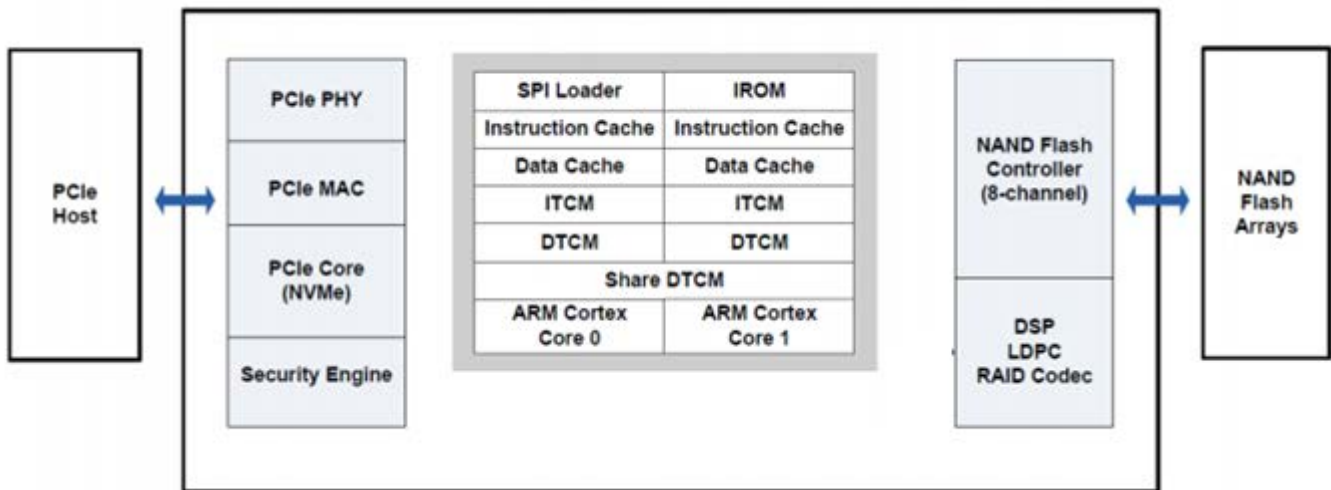 PCIe
Host
PCIe PHY
PCIe MAC
PCIe Core
(NVMe)
Security Engine
SPI Loader
IROM
Instruction Cache
Instruction Cache
Data Cache
Data Cache
ITCM
ITCM
DTCM
DTCM
Share DTCM
ARM Cortex
Core 0
ARM Cortex
Core 1
NAND Flash
Controller
(8-channel)
DSP
LDPC
RAID Codec
NAND
Flash
Arrays